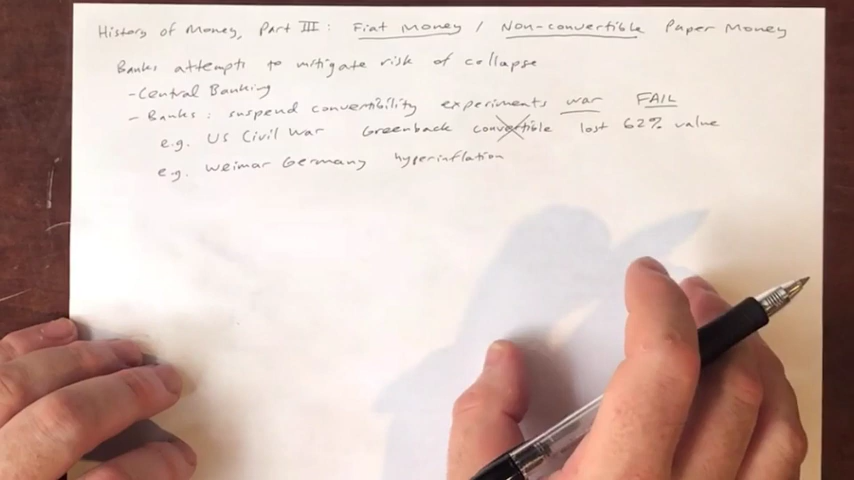 History of Money, Part III: Fiat Money / Non-convertible Paper Money
Banks attempts to mitigate risk of collapse
- Central Banking
- Banks: suspend convertibility experiments war FAIL
e.g. US Civil War Greenback convertible lost 62% value
e.g. Weimar Germany hyperinflation